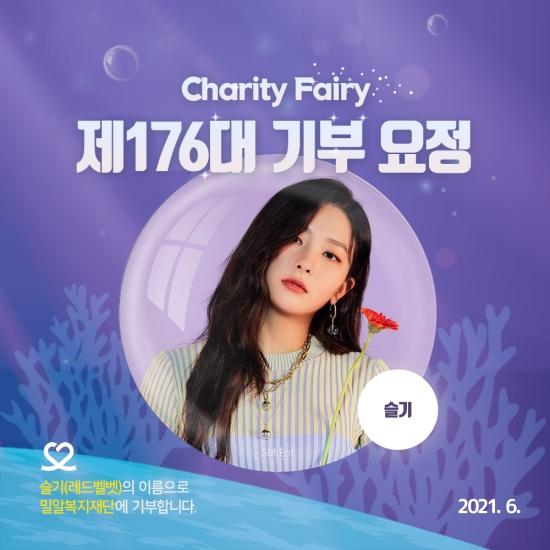 Charity Fairy
제176대 기부 요정
슬기
SM Ent.
슬기(레드벨벳)의 이름으로
밀알복지재단에 기부합니다.
2021. 6.